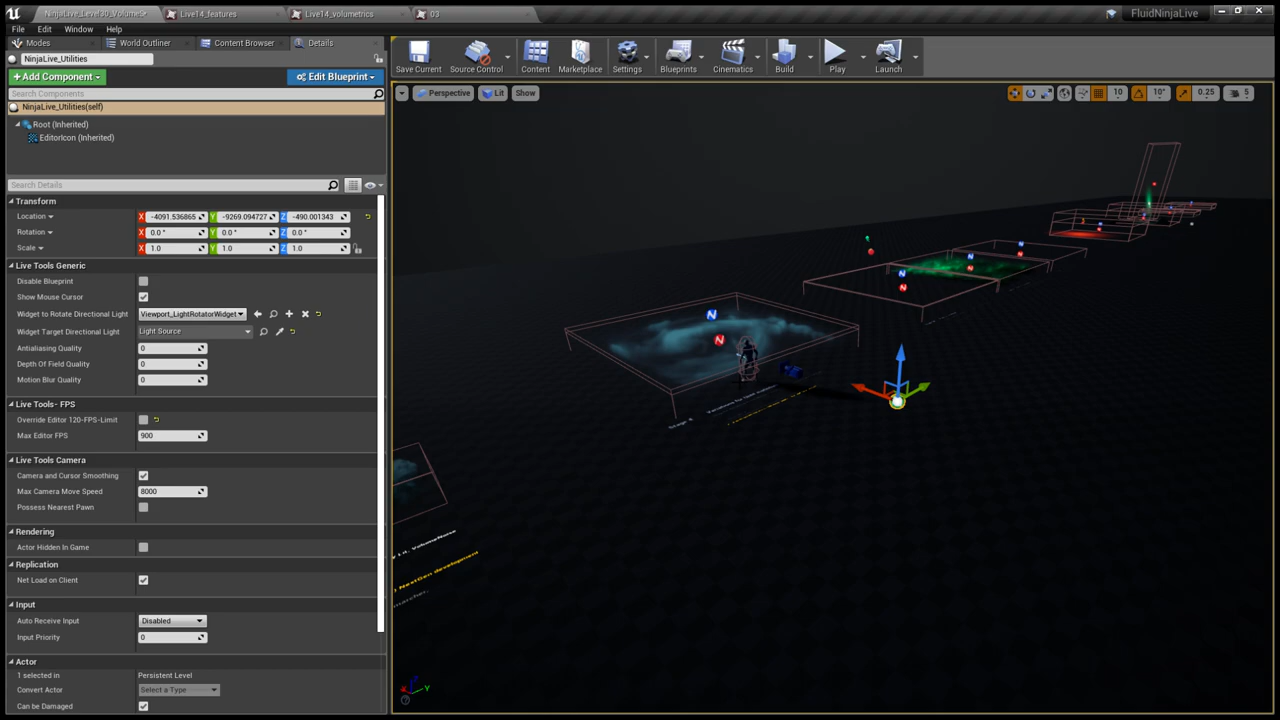 NinjaLive_Level30_Volume
Live14_features
Live14_volumetrics
03
FluidNinjaLive
File Edit Window Help
Modes World Outliner Content Browser Details
NinjaLive_Utilities
+ Add Component Edit Blueprint
Search Components
NinjaLive_Utilities(self)
Root (Inherited)
EditorIcon (Inherited)
Search Details
Transform
Location X -4091.536865 Y -9269.094727 Z -490.001343
Rotation X 0.0 ° Y 0.0 ° Z 0.0 °
Scale X 1.0 Y 1.0 Z 1.0
Live Tools Generic
Disable Blueprint
Show Mouse Cursor
Widget to Rotate Directional Light Viewport_LightRotatorWidget
Widget Target Directional Light Light Source
Antialiasing Quality 0
Depth Of Field Quality 0
Motion Blur Quality 0
Live Tools- FPS
Override Editor 120-FPS-Limit
Max Editor FPS 900
Live Tools Camera
Camera and Cursor Smoothing
Max Camera Move Speed 8000
Possess Nearest Pawn
Rendering
Actor Hidden In Game
Replication
Net Load on Client
Input
Auto Receive Input Disabled
Input Priority 0
Actor
1 selected in Persistent Level
Convert Actor Select a Type
Can be Damaged
Save Current Source Control Content Marketplace Settings Blueprints Cinematics Build Play Launch
Perspective Lit Show
10 10° 0.25 5
N
N
N
N
N
N
NextGen development
Y